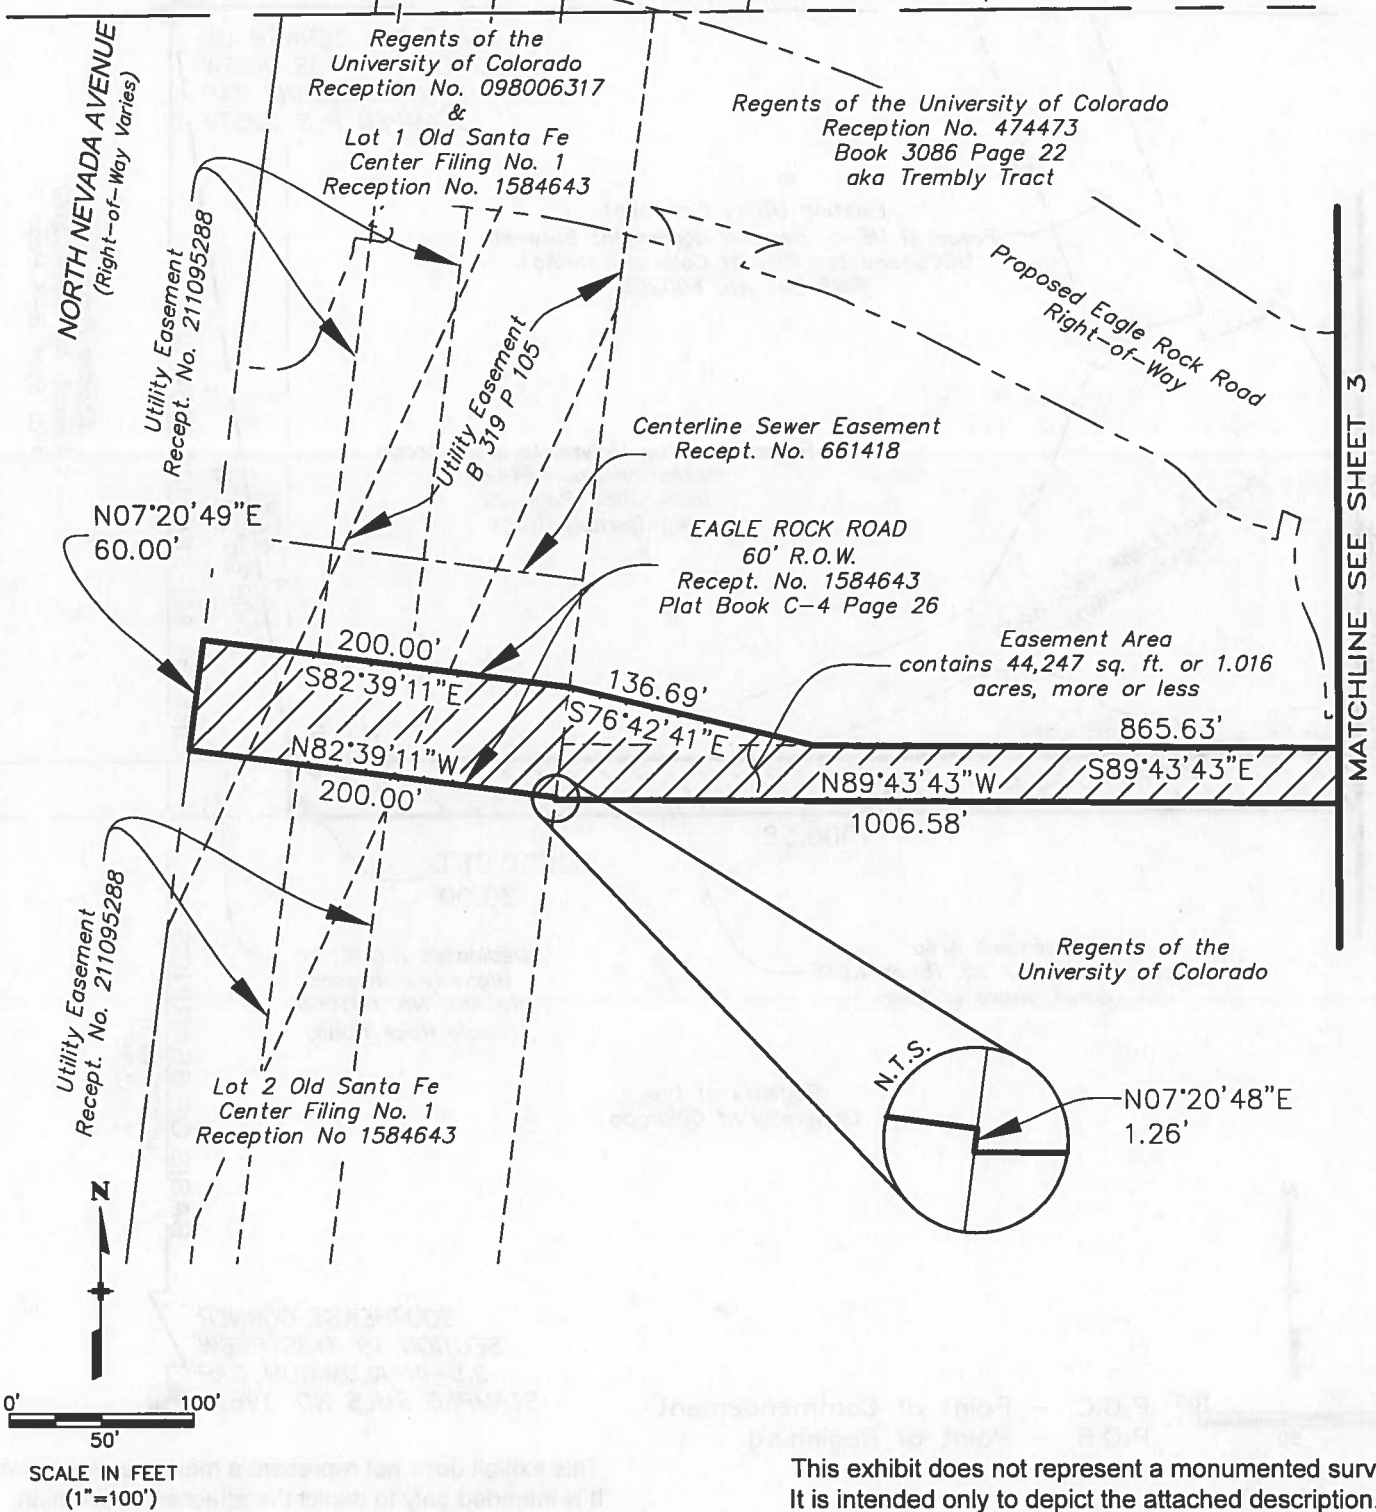 NORTH NEVADA AVENUE
(Right-of-Way Varies)
Regents of the
University of Colorado
Reception No. 098006317
&
Lot 1 Old Santa Fe
Center Filing No. 1
Reception No. 1584643
Regents of the University of Colorado
Reception No. 474473
Book 3086 Page 22
aka Trembly Tract
Utility Easement
Recept. No. 211095288
Utility Easement
B 319 P 105
Proposed Eagle Rock Road
Right-of-Way
MATCHLINE SEE SHEET 3
Centerline Sewer Easement
Recept. No. 661418
N07°20'49"E
60.00'
EAGLE ROCK ROAD
60' R.O.W.
Recept. No. 1584643
Plat Book C-4 Page 26
Easement Area
contains 44,247 sq. ft. or 1.016
acres, more or less
200.00'
S82°39'11"E
136.69'
S76°42'41"E
865.63'
S89°43'43"E
N82°39'11"W
200.00'
N89°43'43"W
1006.58'
Utility Easement
Recept. No. 211095288
Regents of the
University of Colorado
Lot 2 Old Santa Fe
Center Filing No. 1
Reception No 1584643
N.T.S.
N07°20'48"E
1.26'
N
0' 100'
50'
SCALE IN FEET
(1"=100')
This exhibit does not represent a monumented surv
It is intended only to depict the attached description.